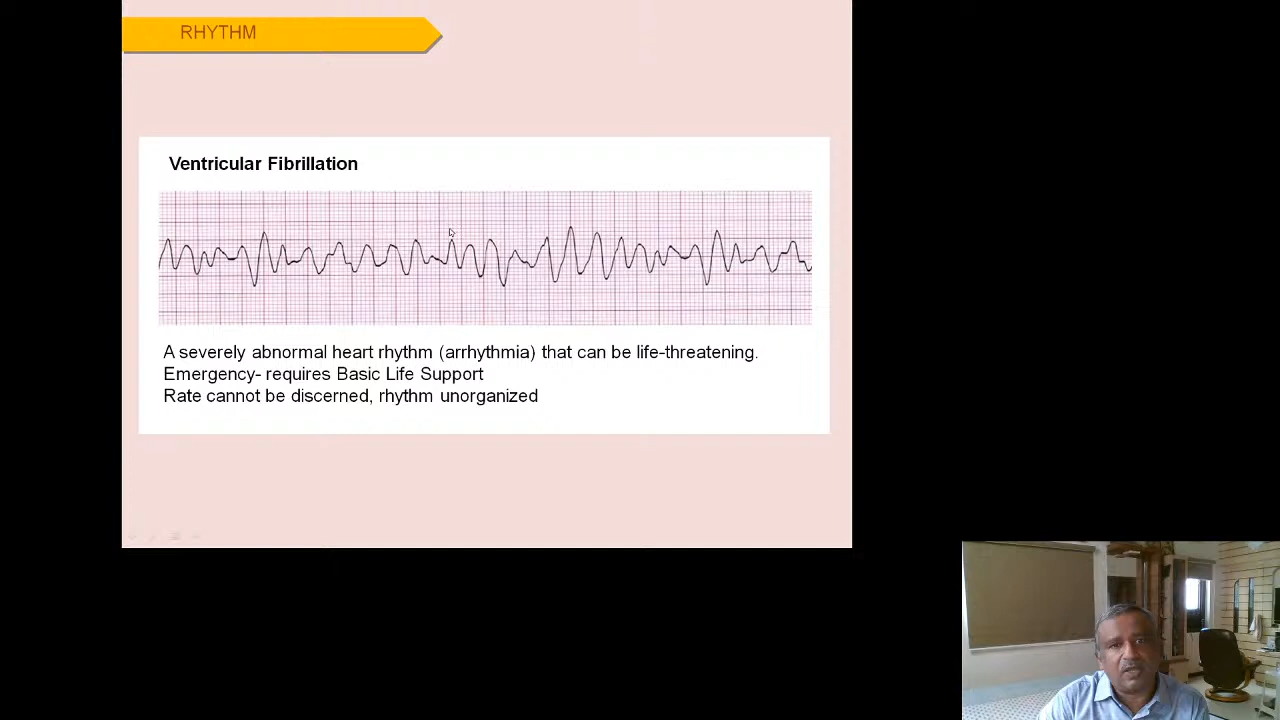 RHYTHM
Ventricular Fibrillation
A severely abnormal heart rhythm (arrhythmia) that can be life-threatening.
Emergency- requires Basic Life Support
Rate cannot be discerned, rhythm unorganized